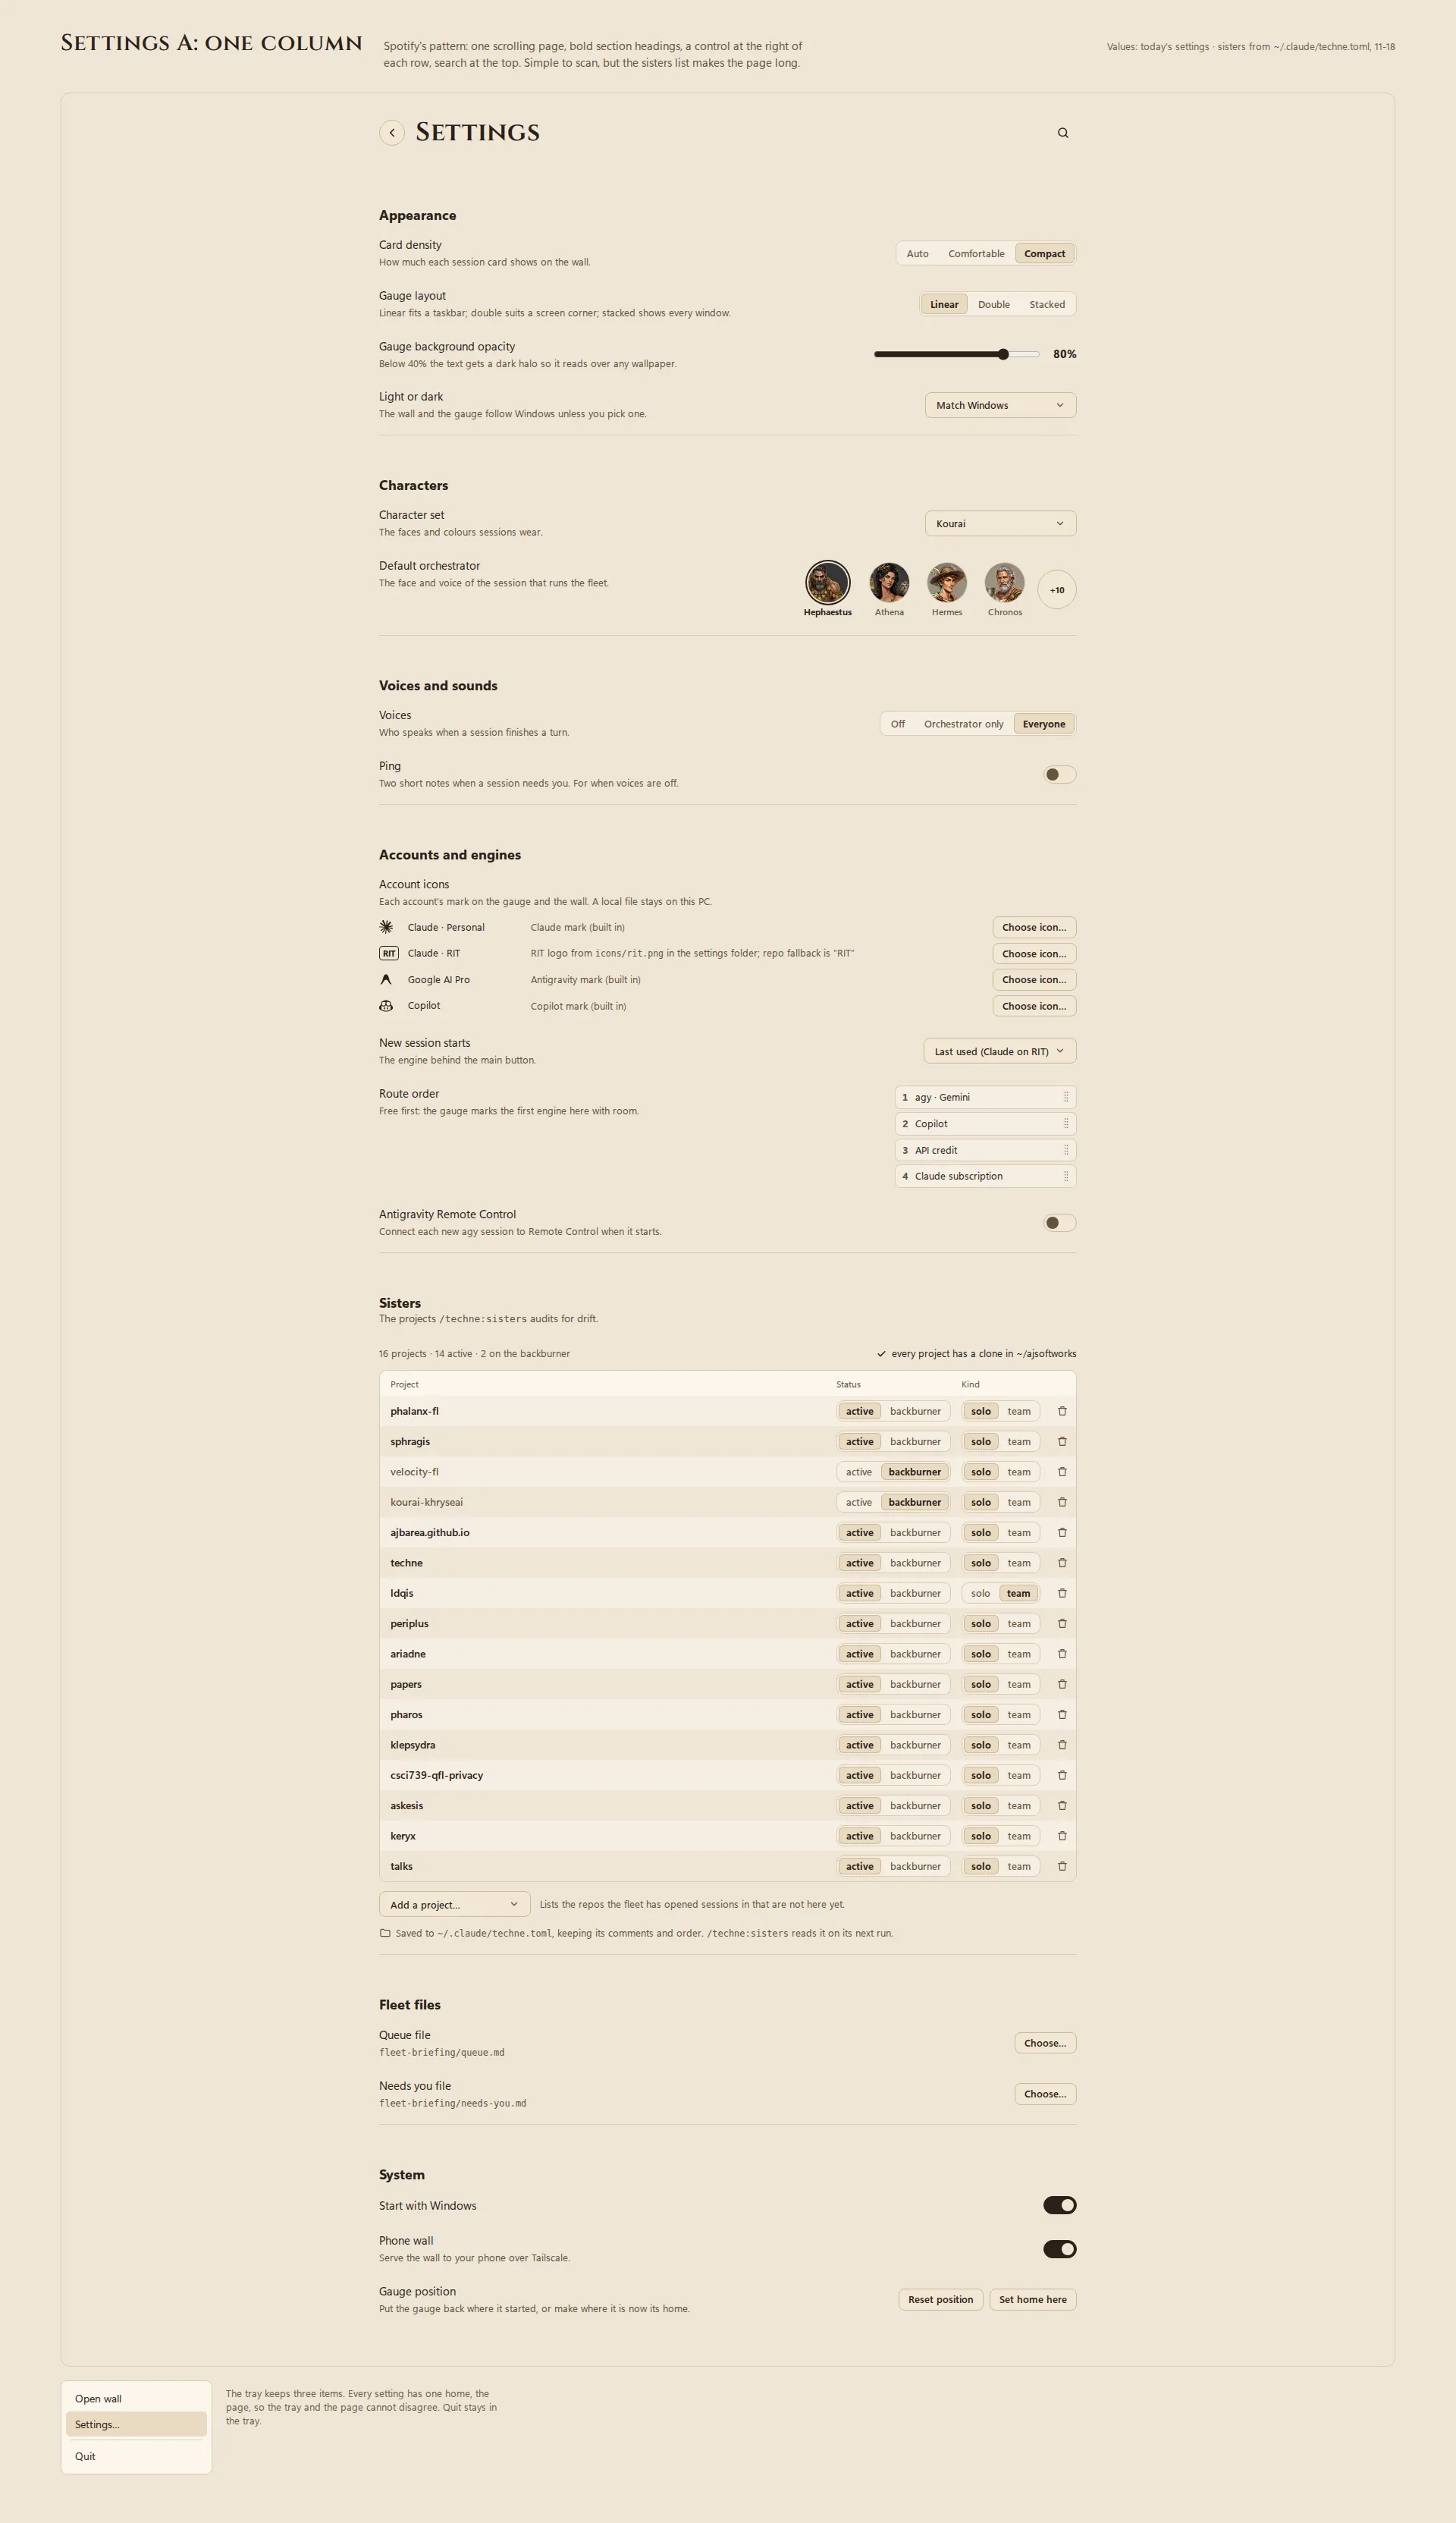 Settings A: one column
Spotify's pattern: one scrolling page, bold section headings, a control at the right of
each row, search at the top. Simple to scan, but the sisters list makes the page long.
Values: today's settings · sisters from ~/.claude/techne.toml, 11-18
Settings
Appearance
Card density
How much each session card shows on the wall.
Auto Comfortable Compact
Gauge layout
Linear fits a taskbar; double suits a screen corner; stacked shows every window.
Linear Double Stacked
Gauge background opacity
Below 40% the text gets a dark halo so it reads over any wallpaper.
80%
Light or dark
The wall and the gauge follow Windows unless you pick one.
Match Windows
Characters
Character set
The faces and colours sessions wear.
Kourai
Default orchestrator
The face and voice of the session that runs the fleet.
Hephaestus Athena Hermes Chronos +10
Voices and sounds
Voices
Who speaks when a session finishes a turn.
Off Orchestrator only Everyone
Ping
Two short notes when a session needs you. For when voices are off.
Accounts and engines
Account icons
Each account's mark on the gauge and the wall. A local file stays on this PC.
Claude · Personal Claude mark (built in) Choose icon...
RIT Claude · RIT RIT logo from icons/rit.png in the settings folder; repo fallback is "RIT" Choose icon...
Google AI Pro Antigravity mark (built in) Choose icon...
Copilot Copilot mark (built in) Choose icon...
New session starts
The engine behind the main button.
Last used (Claude on RIT)
Route order
Free first: the gauge marks the first engine here with room.
1 agy · Gemini
2 Copilot
3 API credit
4 Claude subscription
Antigravity Remote Control
Connect each new agy session to Remote Control when it starts.
Sisters
The projects /techne:sisters audits for drift.
16 projects · 14 active · 2 on the backburner
every project has a clone in ~/ajsoftworks
Project Status Kind
phalanx-fl active backburner solo team
sphragis active backburner solo team
velocity-fl active backburner solo team
kourai-khryseai active backburner solo team
ajbarea.github.io active backburner solo team
techne active backburner solo team
ldqis active backburner solo team
periplus active backburner solo team
ariadne active backburner solo team
papers active backburner solo team
pharos active backburner solo team
klepsydra active backburner solo team
csci739-qfl-privacy active backburner solo team
askesis active backburner solo team
keryx active backburner solo team
talks active backburner solo team
Add a project... Lists the repos the fleet has opened sessions in that are not here yet.
Saved to ~/.claude/techne.toml, keeping its comments and order. /techne:sisters reads it on its next run.
Fleet files
Queue file
fleet-briefing/queue.md
Choose...
Needs you file
fleet-briefing/needs-you.md
Choose...
System
Start with Windows
Phone wall
Serve the wall to your phone over Tailscale.
Gauge position
Put the gauge back where it started, or make where it is now its home.
Reset position Set home here
Open wall
Settings...
Quit
The tray keeps three items. Every setting has one home, the
page, so the tray and the page cannot disagree. Quit stays in
the tray.